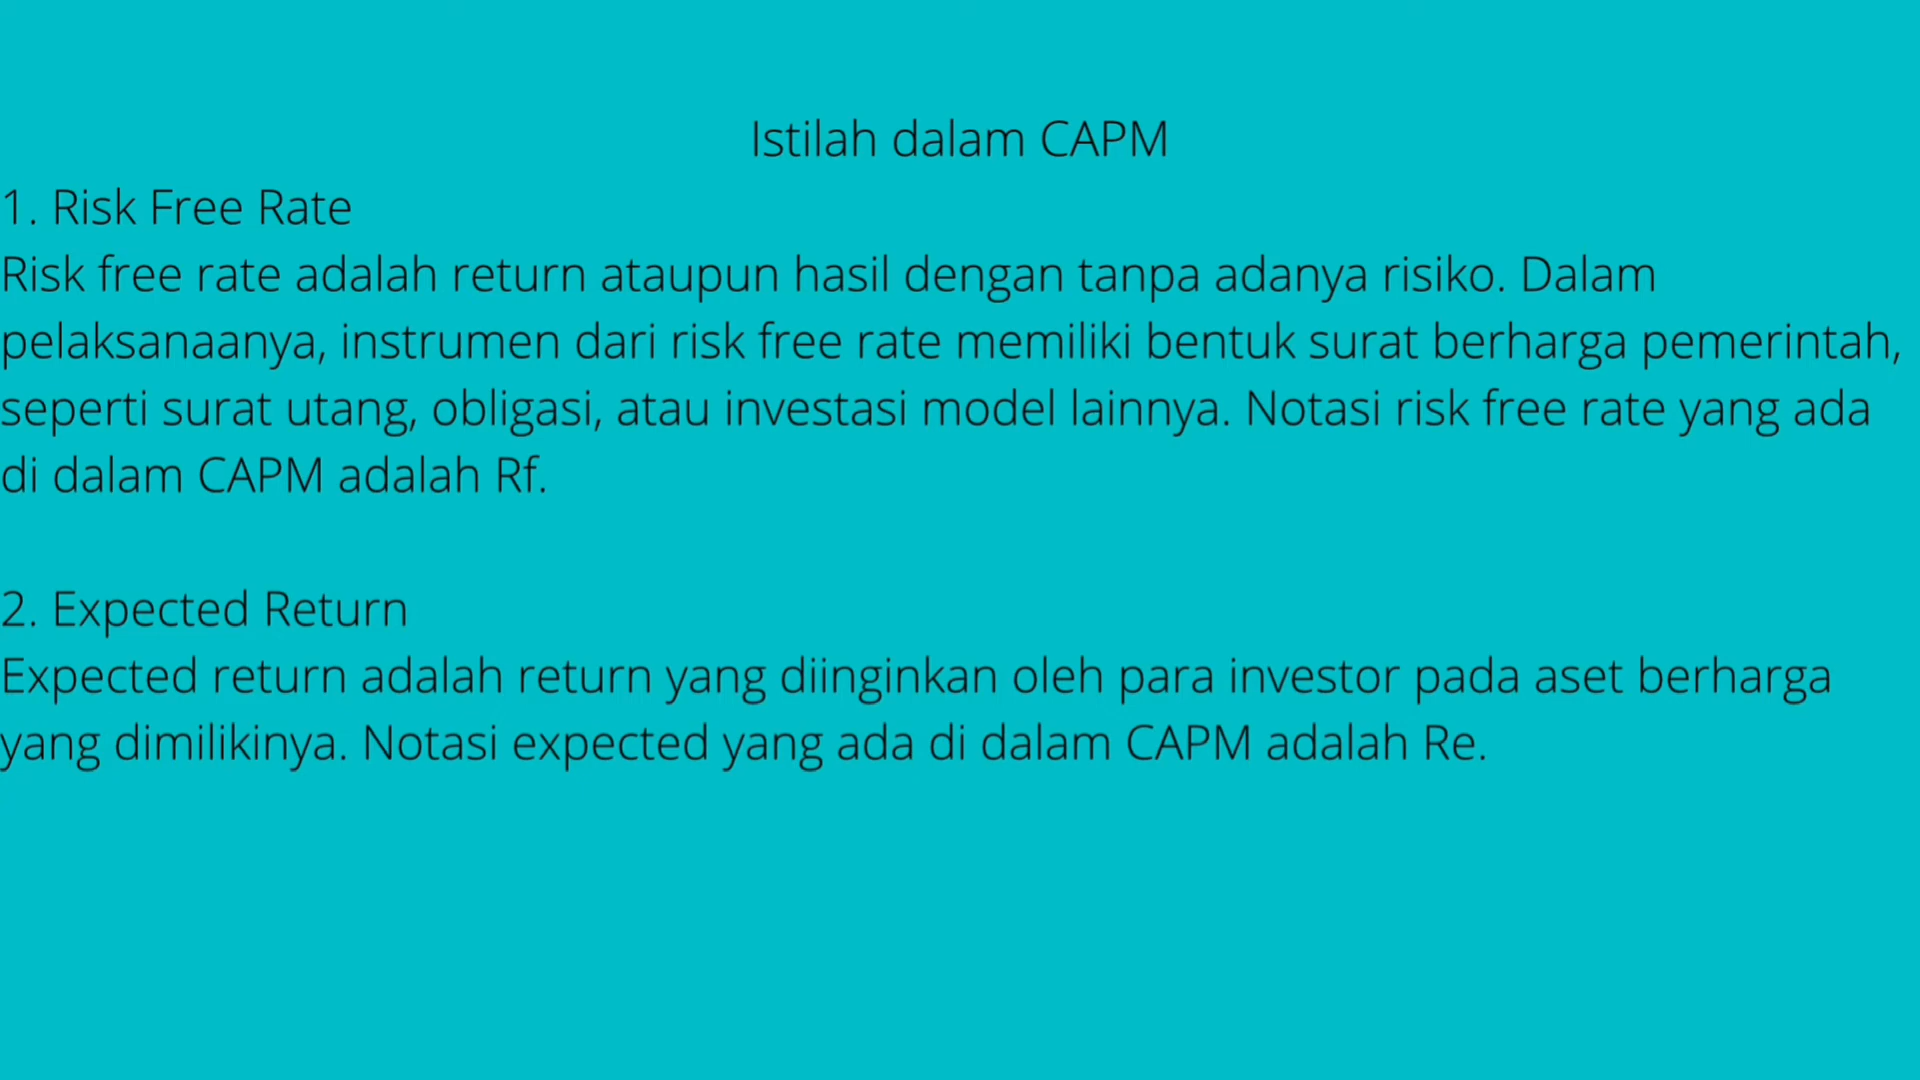 Istilah dalam CAPM
1. Risk Free Rate
Risk free rate adalah return ataupun hasil dengan tanpa adanya risiko. Dalam
pelaksanaanya, instrumen dari risk free rate memiliki bentuk surat berharga pemerintah,
seperti surat utang, obligasi, atau investasi model lainnya. Notasi risk free rate yang ada
di dalam CAPM adalah Rf.
2. Expected Return
Expected return adalah return yang diinginkan oleh para investor pada aset berharga
yang dimilikinya. Notasi expected yang ada di dalam CAPM adalah Re.